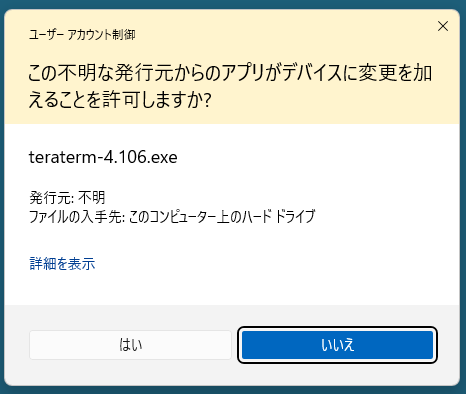 ユーザー アカウント制御
この不明な発行元からのアプリがデバイスに変更を加
えることを許可しますか?
teraterm-4.106.exe
発行元: 不明
ファイルの入手先: このコンピューター上のハード ドライブ
詳細を表示
はい
いいえ